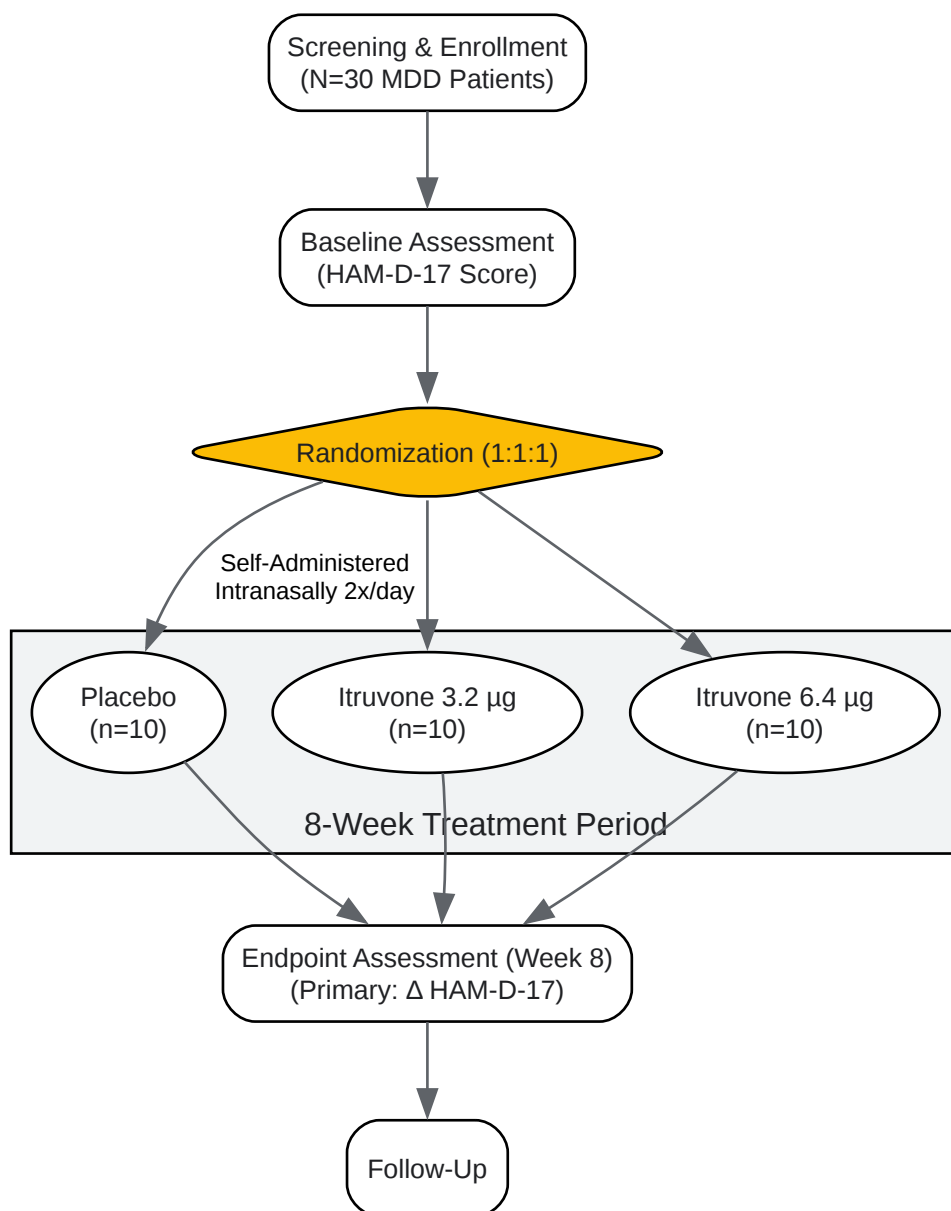 Screening & Enrollment
(N=30 MDD Patients)
Baseline Assessment
(HAM-D-17 Score)
Randomization (1:1:1)
Self-Administered
Intranasally 2x/day
Placebo
(n=10)
Itruvone 3.2 µg
(n=10)
Itruvone 6.4 µg
(n=10)
8-Week Treatment Period
Endpoint Assessment (Week 8)
(Primary: Δ HAM-D-17)
Follow-Up